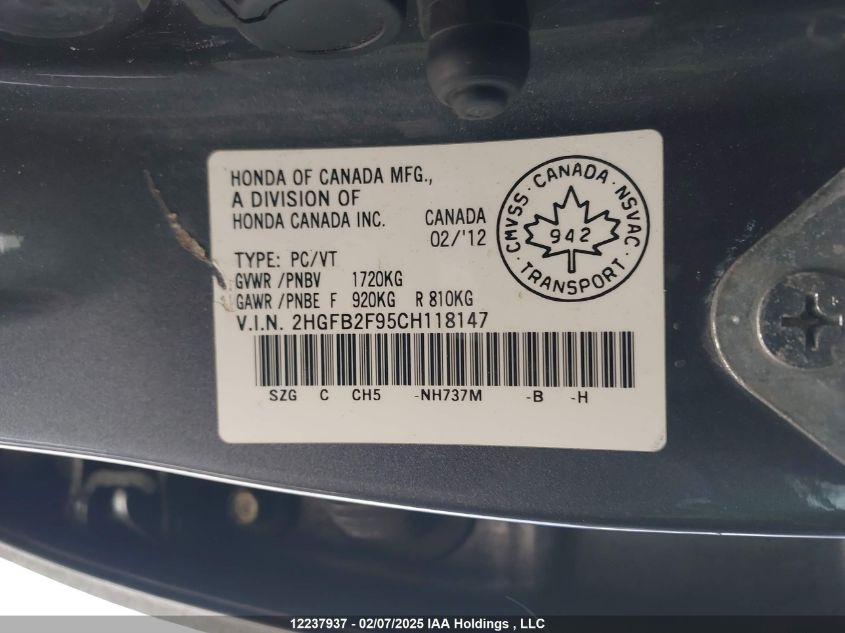 HONDA OF CANADA MFG.,
A DIVISION OF
HONDA CANADA INC.
CANADA
02/'12
TYPE: PC/VT
GVWR /PNBV 1720KG
GAWR /PNBE F 920KG R 810KG
V.I.N. 2HGFB2F95CH118147
SZG C CH5 -NH737M -B -H
CMVSS · CANADA · NSVAC · TRANSPORT ·
942
12237937 - 02/07/2025 IAA Holdings , LLC